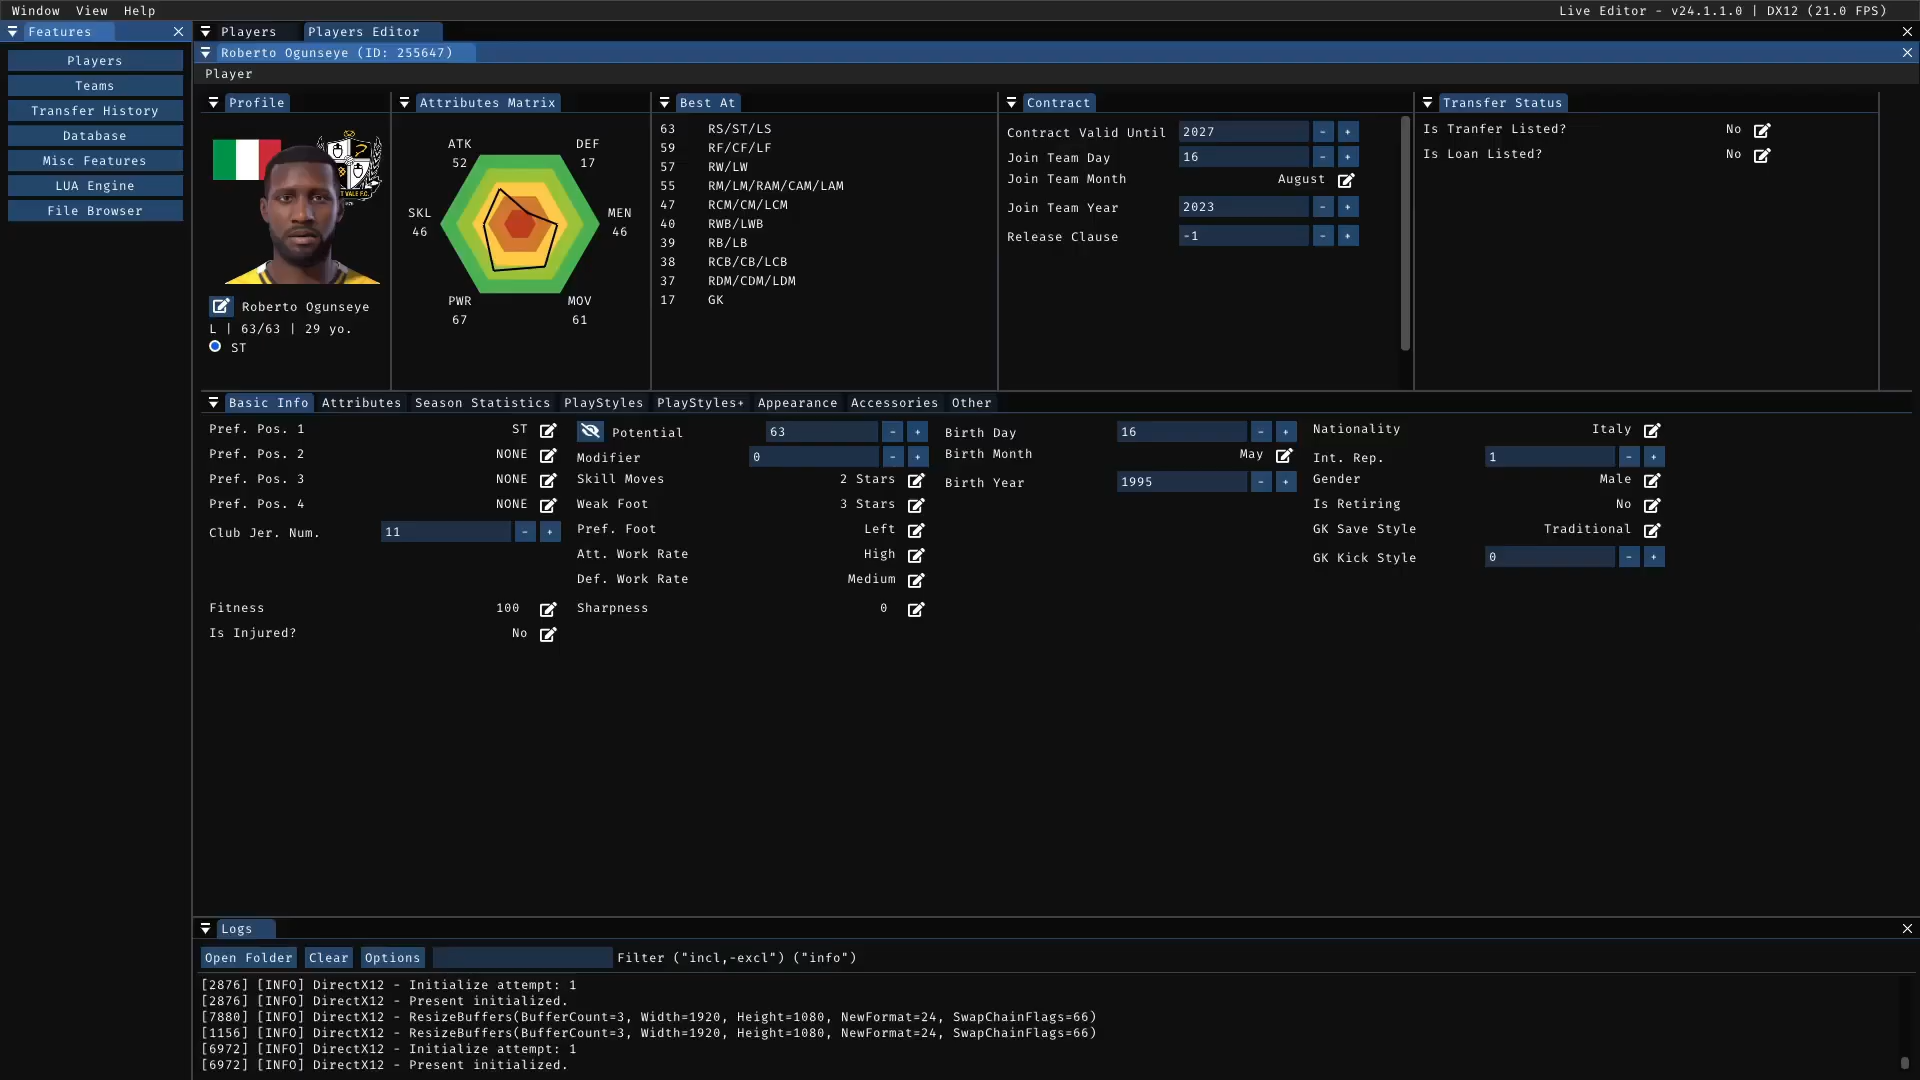 Window View Help
Live Editor - v24.1.1.0 | DX12 (21.0 FPS)
Features
Players
Teams
Transfer History
Database
Misc Features
LUA Engine
File Browser
Players Players Editor
Roberto Ogunseye (ID: 255647)
Player
Profile
VALE F.C.
Roberto Ogunseye
L | 63/63 | 29 yo.
ST
Attributes Matrix
ATK
52
DEF
17
SKL
46
MEN
46
PWR
67
MOV
61
Best At
63 RS/ST/LS
59 RF/CF/LF
57 RW/LW
55 RM/LM/RAM/CAM/LAM
47 RCM/CM/LCM
40 RWB/LWB
39 RB/LB
38 RCB/CB/LCB
37 RDM/CDM/LDM
17 GK
Contract
Contract Valid Until 2027 - +
Join Team Day 16 - +
Join Team Month August
Join Team Year 2023 - +
Release Clause -1 - +
Transfer Status
Is Tranfer Listed? No
Is Loan Listed? No
Basic Info Attributes Season Statistics PlayStyles PlayStyles+ Appearance Accessories Other
Pref. Pos. 1 ST
Pref. Pos. 2 NONE
Pref. Pos. 3 NONE
Pref. Pos. 4 NONE
Club Jer. Num. 11 - +
Fitness 100
Is Injured? No
Potential 63 - +
Modifier 0 - +
Skill Moves 2 Stars
Weak Foot 3 Stars
Pref. Foot Left
Att. Work Rate High
Def. Work Rate Medium
Sharpness 0
Birth Day 16 - +
Birth Month May
Birth Year 1995 - +
Nationality Italy
Int. Rep. 1 - +
Gender Male
Is Retiring No
GK Save Style Traditional
GK Kick Style 0 - +
Logs
Open Folder Clear Options Filter ("incl,-excl") ("info")
[2876] [INFO] DirectX12 - Initialize attempt: 1
[2876] [INFO] DirectX12 - Present initialized.
[7880] [INFO] DirectX12 - ResizeBuffers(BufferCount=3, Width=1920, Height=1080, NewFormat=24, SwapChainFlags=66)
[1156] [INFO] DirectX12 - ResizeBuffers(BufferCount=3, Width=1920, Height=1080, NewFormat=24, SwapChainFlags=66)
[6972] [INFO] DirectX12 - Initialize attempt: 1
[6972] [INFO] DirectX12 - Present initialized.